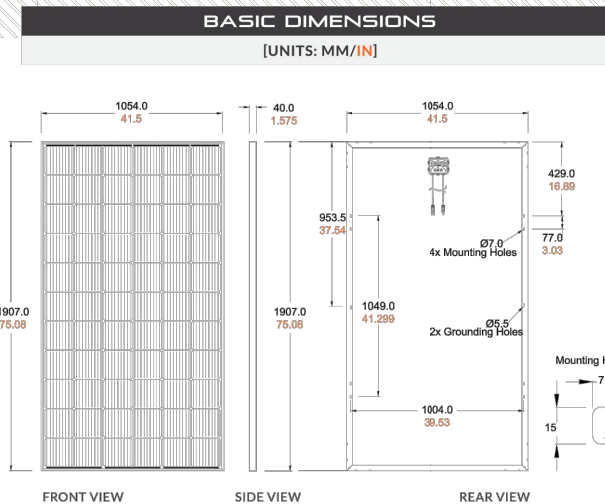 BASIC DIMENSIONS
[UNITS: MM/IN]
1054.0
41.5
40.0
1.575
1054.0
41.5
429.0
16.89
953.5
37.54
Ø7.0
4x Mounting Holes
77.0
3.03
1907.0
75.08
1907.0
75.08
1049.0
41.299
Ø5.5
2x Grounding Holes
Mounting H
7
1004.0
39.53
15
FRONT VIEW
SIDE VIEW
REAR VIEW